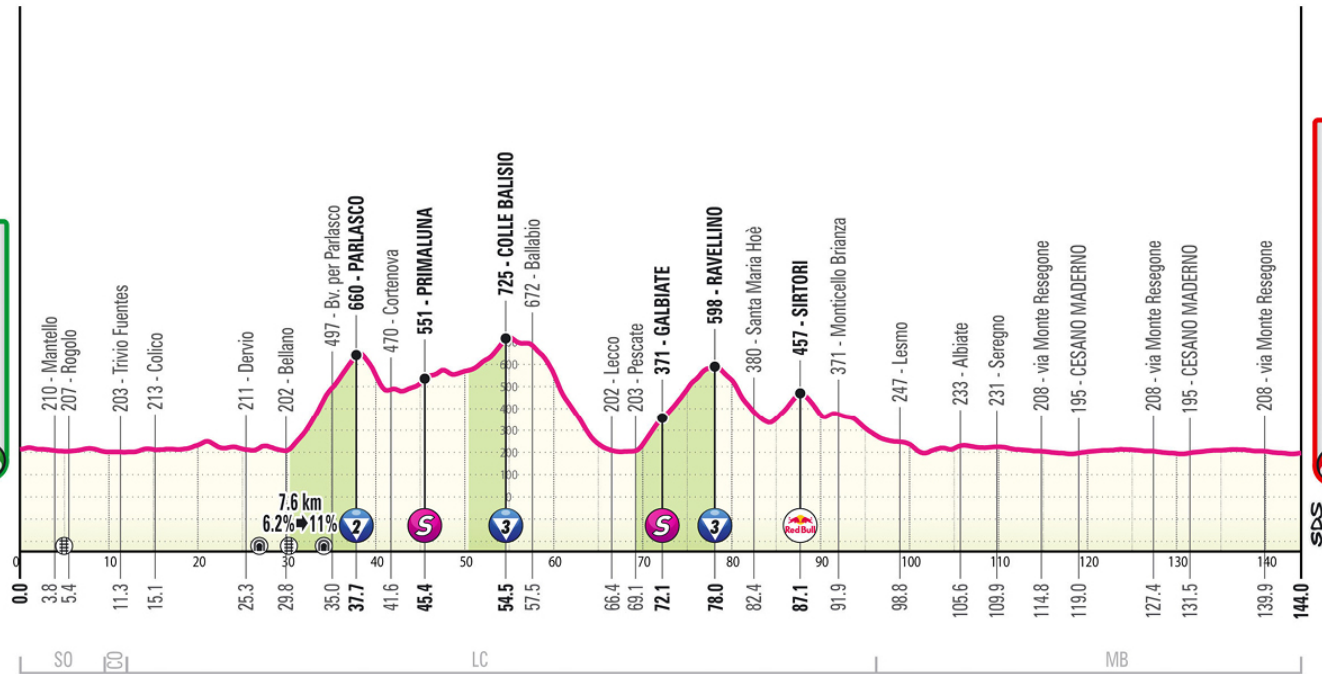 210 - Mantello
207 - Rogolo
203 - Trivio Fuentes
213 - Colico
211 - Dervio
202 - Bellano
497 - Bv. per Parlasco
660 - PARLASCO
470 - Cortenova
551 - PRIMALUNA
725 - COLLE BALISIO
672 - Ballabio
202 - Lecco
203 - Pescate
371 - GALBIATE
598 - RAVELLINO
380 - Santa Maria Hoè
457 - SIRTORI
371 - Monticello Brianza
247 - Lesmo
233 - Albiate
231 - Seregno
208 - via Monte Resegone
195 - CESANO MADERNO
208 - via Monte Resegone
195 - CESANO MADERNO
208 - via Monte Resegone
600
500
400
300
200
100
0
7.6 km
6.2% 11%
2
S
3
S
3
Red Bull
0 10 20 30 40 50 60 70 80 90 100 110 120 130 140
0.0 3.8 5.4 11.3 15.1 25.3 29.8 35.0 37.7 41.6 45.4 54.5 57.5 66.4 69.1 72.1 78.0 82.4 87.1 91.9 98.8 105.6 109.9 114.8 119.0 127.4 131.5 139.9 144.0
SDS
SO CO LC MB